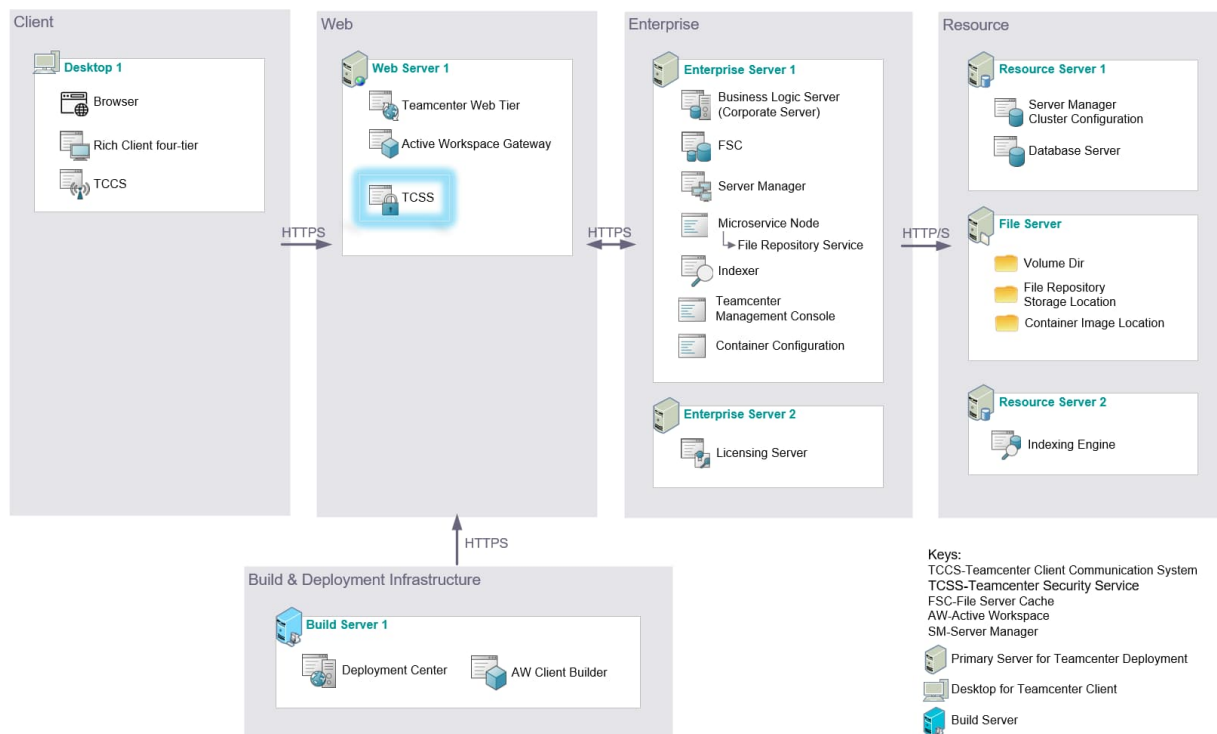 Client
Desktop 1
Browser
Rich Client four-tier
TCCS
HTTPS
Web
Web Server 1
Teamcenter Web Tier
Active Workspace Gateway
TCSS
HTTPS
Enterprise
Enterprise Server 1
Business Logic Server
(Corporate Server)
FSC
Server Manager
Microservice Node
File Repository Service
Indexer
Teamcenter
Management Console
Container Configuration
Enterprise Server 2
Licensing Server
HTTP/S
Resource
Resource Server 1
Server Manager
Cluster Configuration
Database Server
File Server
Volume Dir
File Repository
Storage Location
Container Image Location
Resource Server 2
Indexing Engine
HTTPS
Build & Deployment Infrastructure
Build Server 1
Deployment Center
AW Client Builder
Keys:
TCCS-Teamcenter Client Communication System
TCSS-Teamcenter Security Service
FSC-File Server Cache
AW-Active Workspace
SM-Server Manager
Primary Server for Teamcenter Deployment
Desktop for Teamcenter Client
Build Server